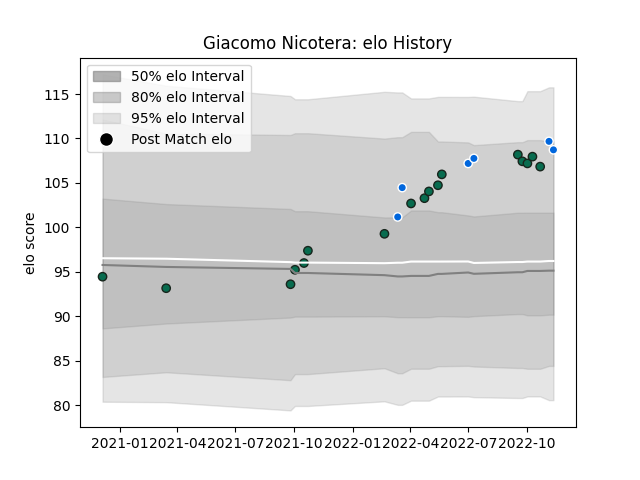 Giacomo Nicotera: elo History
50% elo Interval
80% elo Interval
95% elo Interval
Post Match elo
elo score
115
110
105
100
95
90
85
80
2021-01 2021-04 2021-07 2021-10 2022-01 2022-04 2022-07 2022-10